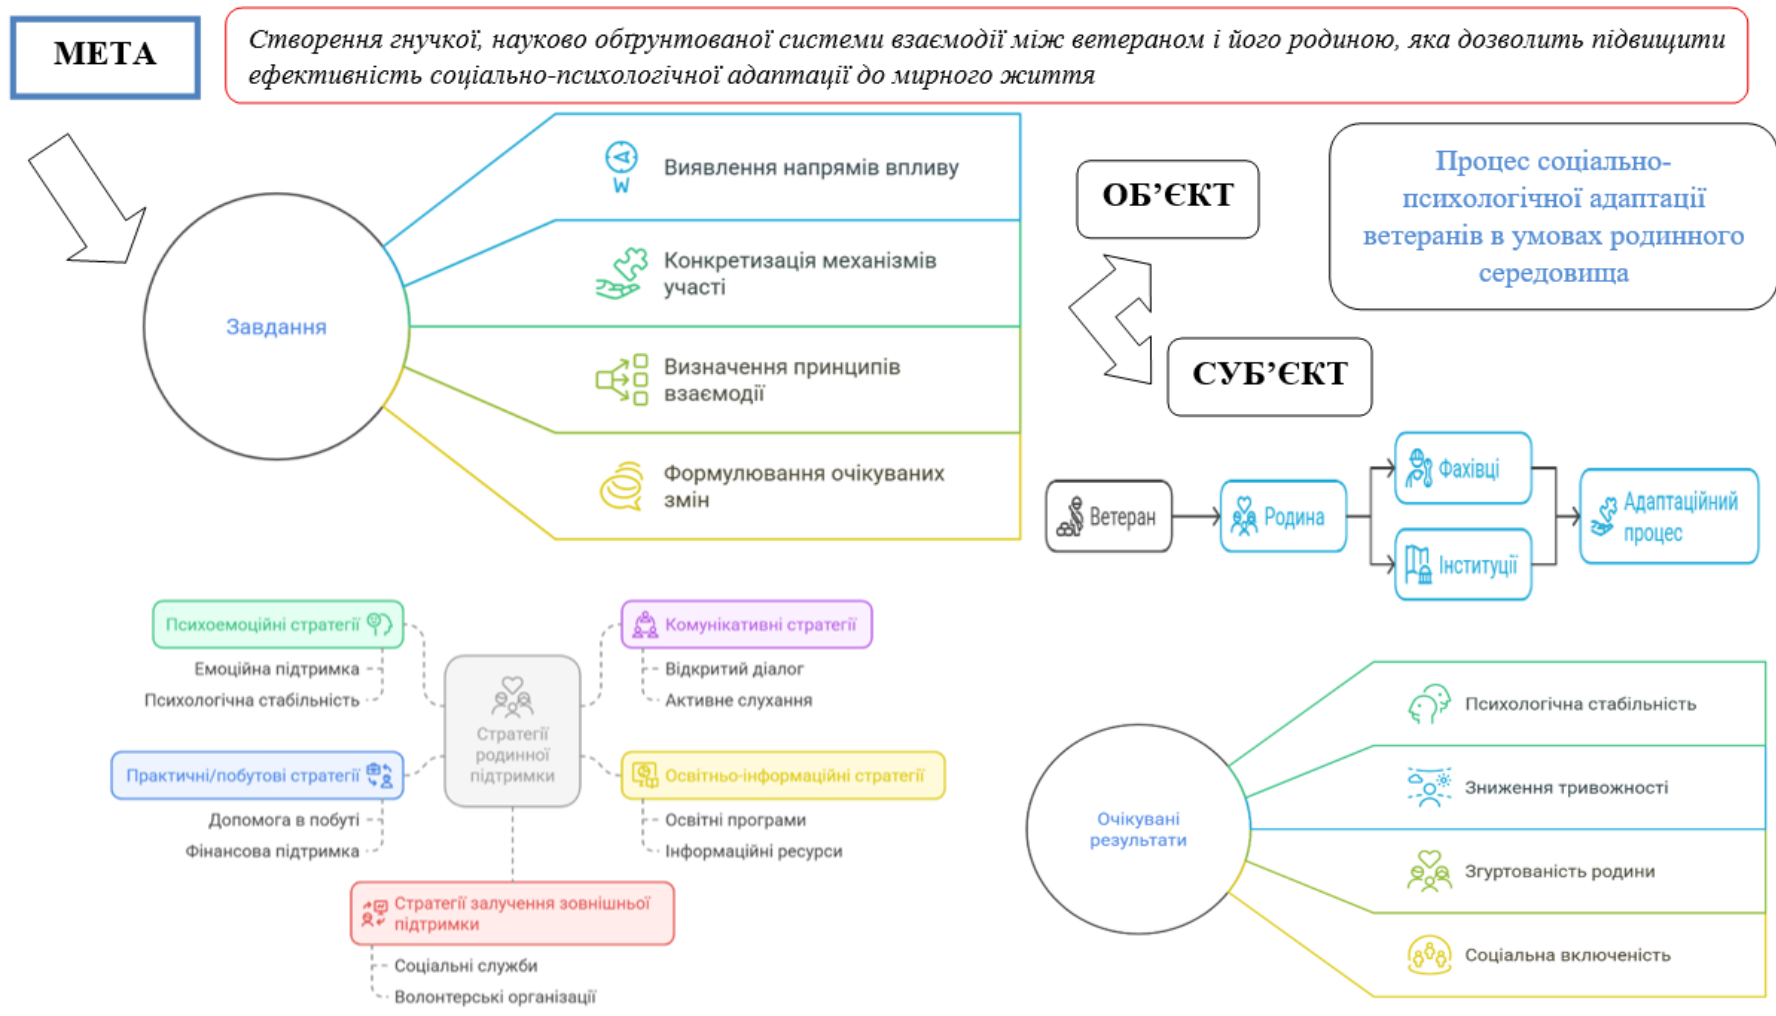 МЕТА
Створення гнучкої, науково обґрунтованої системи взаємодії між ветераном і його родиною, яка дозволить підвищити
ефективність соціально-психологічної адаптації до мирного життя
Завдання
W
Виявлення напрямів впливу
Конкретизація механізмів
участі
Визначення принципів
взаємодії
Формулювання очікуваних
змін
ОБ’ЄКТ
Процес соціально-
психологічної адаптації
ветеранів в умовах родинного
середовища
СУБ’ЄКТ
Ветеран
Родина
Фахівці
Інституції
Адаптаційний
процес
Психоемоційні стратегії
Емоційна підтримка
Психологічна стабільність
Комунікативні стратегії
Відкритий діалог
Активне слухання
Стратегії
родинної
підтримки
Практичні/побутові стратегії
Допомога в побуті
Фінансова підтримка
Освітньо-інформаційні стратегії
Освітні програми
Інформаційні ресурси
Стратегії залучення зовнішньої
підтримки
Соціальні служби
Волонтерські організації
Очікувані
результати
Психологічна стабільність
Зниження тривожності
Згуртованість родини
Соціальна включеність